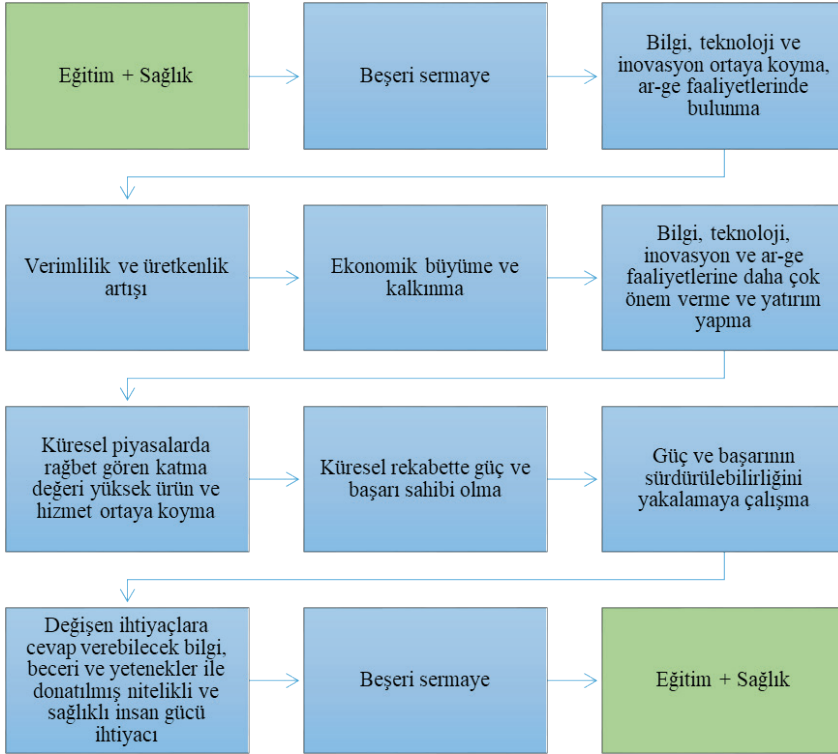 Eğitim + Sağlık
Beşeri sermaye
Bilgi, teknoloji ve
inovasyon ortaya koyma,
ar-ge faaliyetlerinde
bulunma
Verimlilik ve üretkenlik
artışı
Ekonomik büyüme ve
kalkınma
Bilgi, teknoloji,
inovasyon ve ar-ge
faaliyetlerine daha çok
önem verme ve yatırım
yapma
Küresel piyasalarda
rağbet gören katma
değeri yüksek ürün ve
hizmet ortaya koyma
Küresel rekabette güç ve
başarı sahibi olma
Güç ve başarının
sürdürülebilirliğini
yakalamaya çalışma
Değişen ihtiyaçlara
cevap verebilecek bilgi,
beceri ve yetenekler ile
donatılmış nitelikli ve
sağlıklı insan gücü
ihtiyacı
Beşeri sermaye
Eğitim + Sağlık